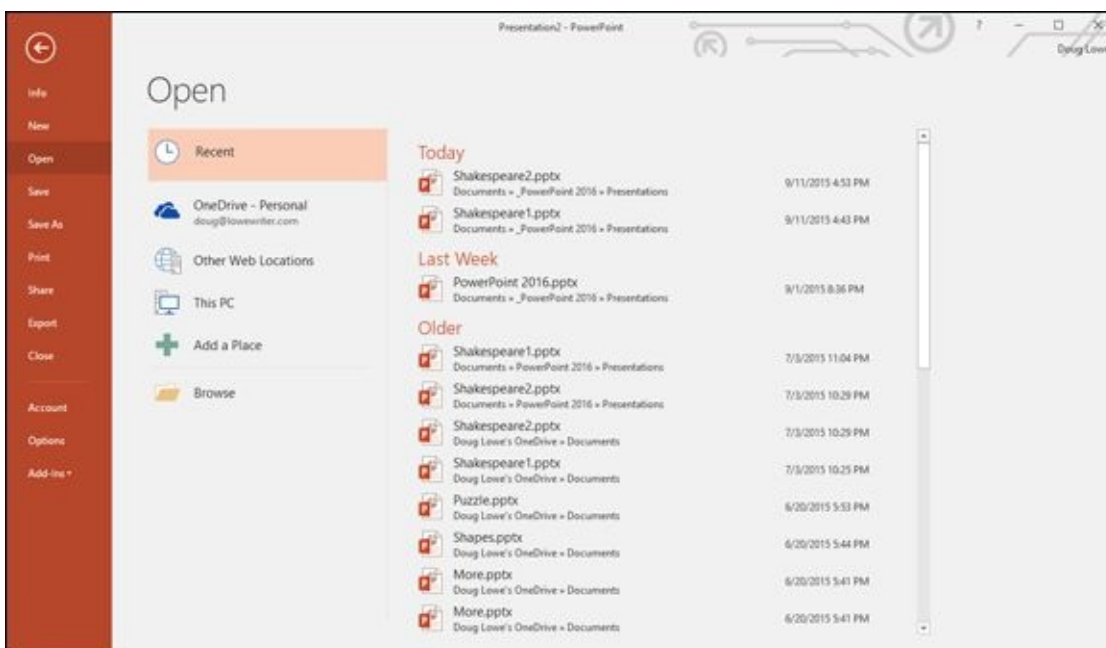 Presentation2 - PowerPoint
?
Doug Lowe
Info
New
Open
Save
Save As
Print
Share
Export
Close
Account
Options
Add-Ins
Open
Recent
OneDrive - Personal
doug@lowewriter.com
Other Web Locations
This PC
Add a Place
Browse
Today
Shakespeare2.pptx 9/11/2015 4:53 PM
Documents » _PowerPoint 2016 » Presentations
Shakespeare1.pptx 9/11/2015 4:43 PM
Documents » _PowerPoint 2016 » Presentations
Last Week
PowerPoint 2016.pptx 9/1/2015 8:36 PM
Documents » _PowerPoint 2016 » Presentations
Older
Shakespeare1.pptx 7/3/2015 11:04 PM
Documents » PowerPoint 2016 » Presentations
Shakespeare2.pptx 7/3/2015 10:29 PM
Documents » PowerPoint 2016 » Presentations
Shakespeare2.pptx 7/3/2015 10:29 PM
Doug Lowe's OneDrive » Documents
Shakespeare1.pptx 7/3/2015 10:25 PM
Doug Lowe's OneDrive » Documents
Puzzle.pptx 6/20/2015 5:53 PM
Doug Lowe's OneDrive » Documents
Shapes.pptx 6/20/2015 5:44 PM
Doug Lowe's OneDrive » Documents
More.pptx 6/20/2015 5:41 PM
Doug Lowe's OneDrive » Documents
More.pptx 6/20/2015 5:41 PM
Doug Lowe's OneDrive » Documents